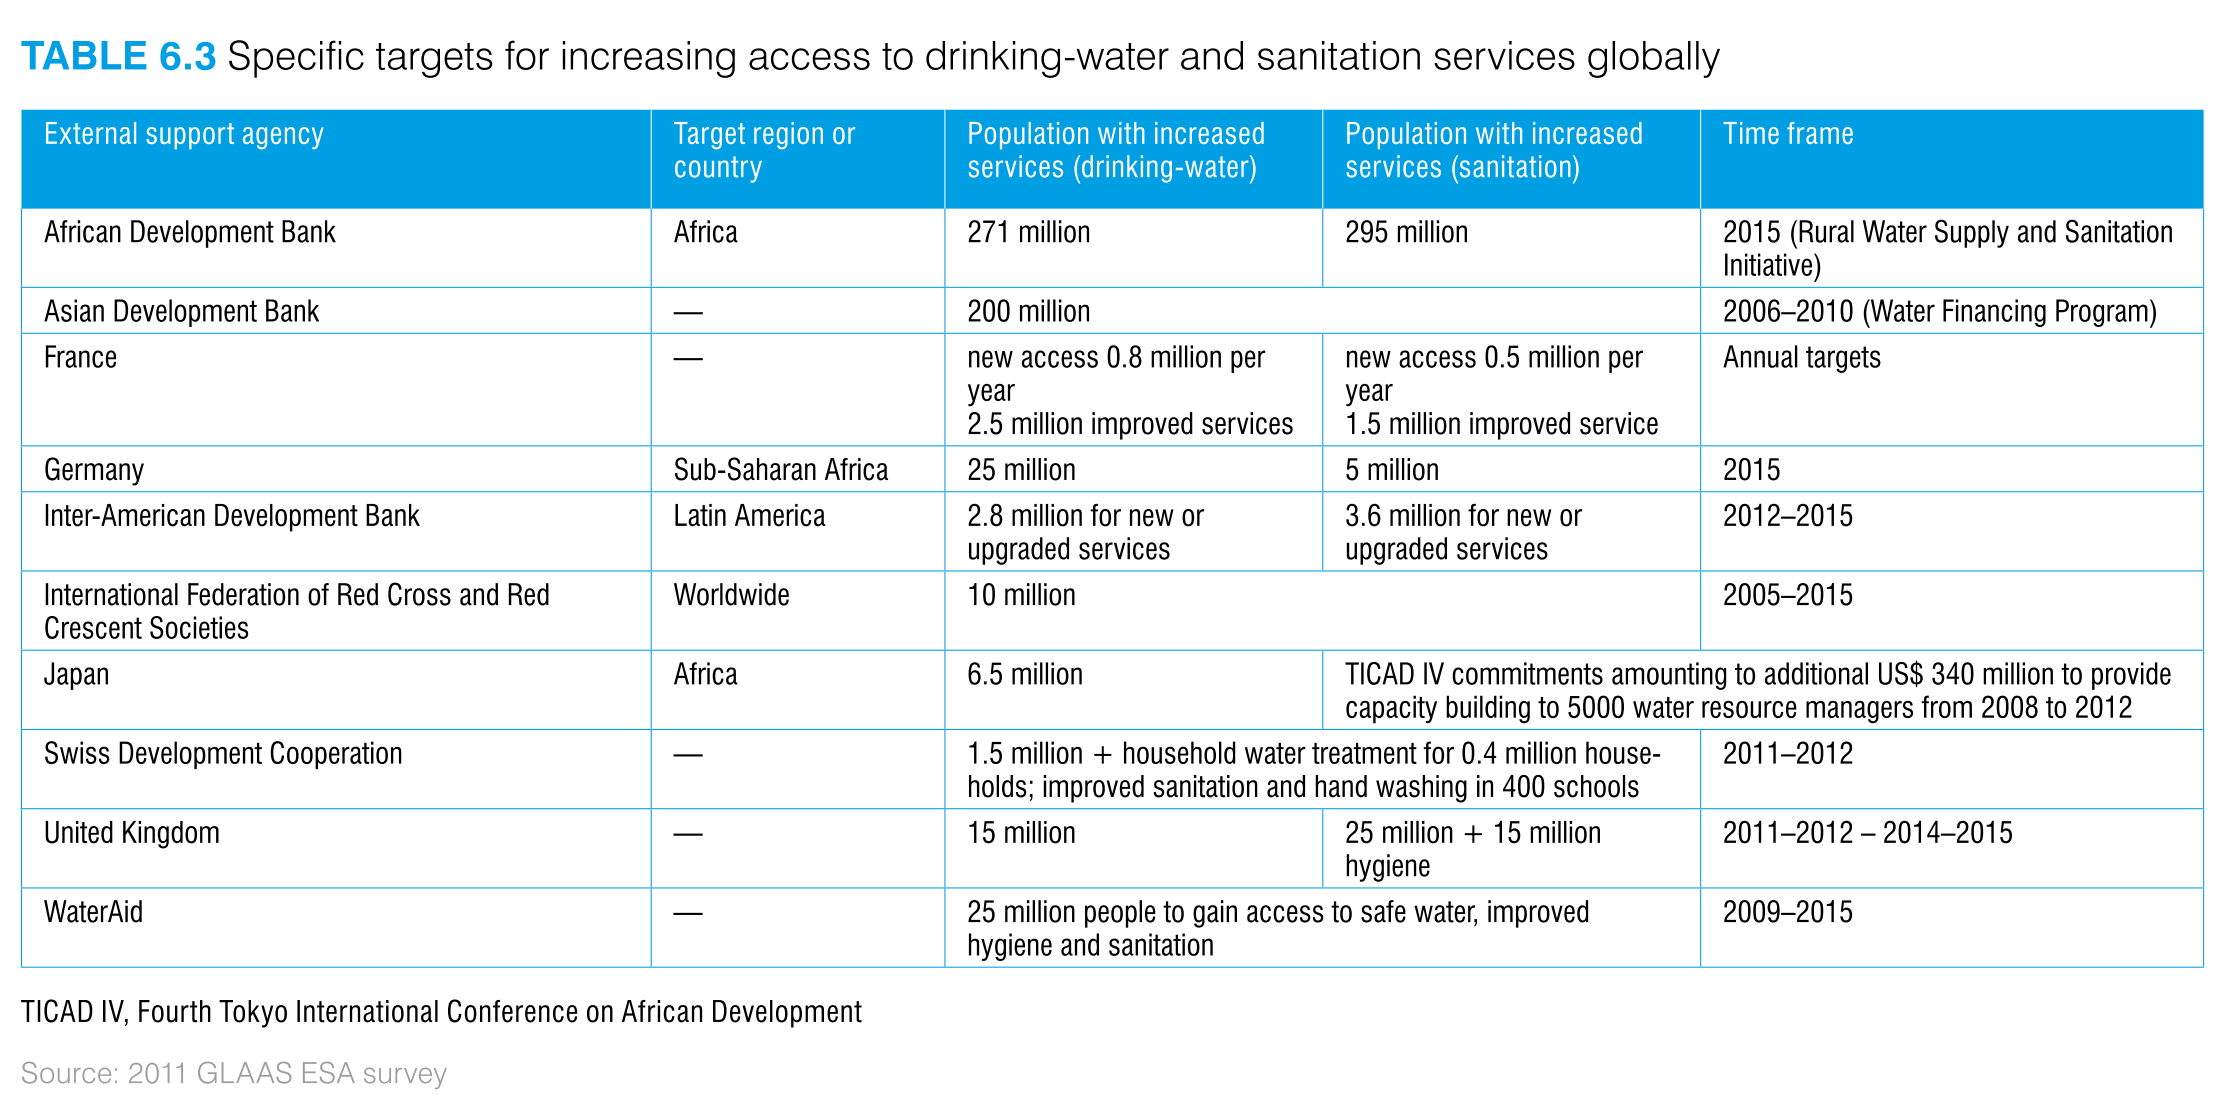 TABLE 6.3 Specific targets for increasing access to drinking-water and sanitation services globally
External support agency
Target region or
country
Population with increased
services (drinking-water)
Population with increased
services (sanitation)
Time frame
African Development Bank
Africa
271 million
295 million
2015 (Rural Water Supply and Sanitation
Initiative)
Asian Development Bank
—
200 million
2006–2010 (Water Financing Program)
France
—
new access 0.8 million per
year
2.5 million improved services
new access 0.5 million per
year
1.5 million improved service
Annual targets
Germany
Sub-Saharan Africa
25 million
5 million
2015
Inter-American Development Bank
Latin America
2.8 million for new or
upgraded services
3.6 million for new or
upgraded services
2012–2015
International Federation of Red Cross and Red
Crescent Societies
Worldwide
10 million
2005–2015
Japan
Africa
6.5 million
TICAD IV commitments amounting to additional US$ 340 million to provide
capacity building to 5000 water resource managers from 2008 to 2012
Swiss Development Cooperation
—
1.5 million + household water treatment for 0.4 million house-
holds; improved sanitation and hand washing in 400 schools
2011–2012
United Kingdom
—
15 million
25 million + 15 million
hygiene
2011–2012 – 2014–2015
WaterAid
—
25 million people to gain access to safe water, improved
hygiene and sanitation
2009–2015
TICAD IV, Fourth Tokyo International Conference on African Development
Source: 2011 GLAAS ESA survey